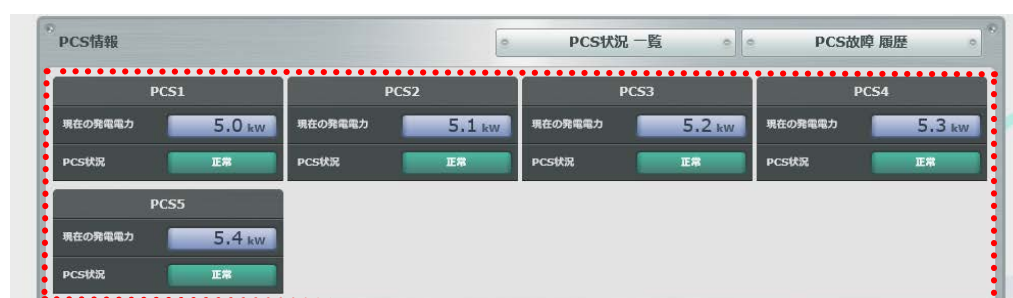 PCS情報 PCS状況 一覧 PCS故障 履歴
PCS1 PCS2 PCS3 PCS4
現在の発電電力 5.0 kW 現在の発電電力 5.1 kW 現在の発電電力 5.2 kW 現在の発電電力 5.3 kW
PCS状況 正常 PCS状況 正常 PCS状況 正常 PCS状況 正常
PCS5
現在の発電電力 5.4 kW
PCS状況 正常